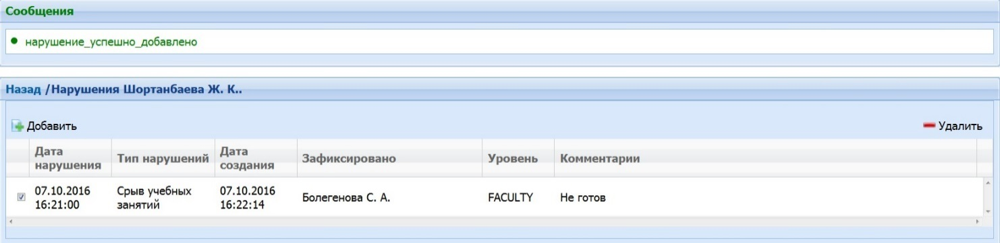 Сообщения
нарушение_успешно_добавлено
Назад /Нарушения Шортанбаева Ж. К..
Добавить
Удалить
Дата нарушения Тип нарушений Дата создания Зафиксировано Уровень Комментарии
07.10.2016 16:21:00 Срыв учебных занятий 07.10.2016 16:22:14 Болегенова С. А. FACULTY Не готов